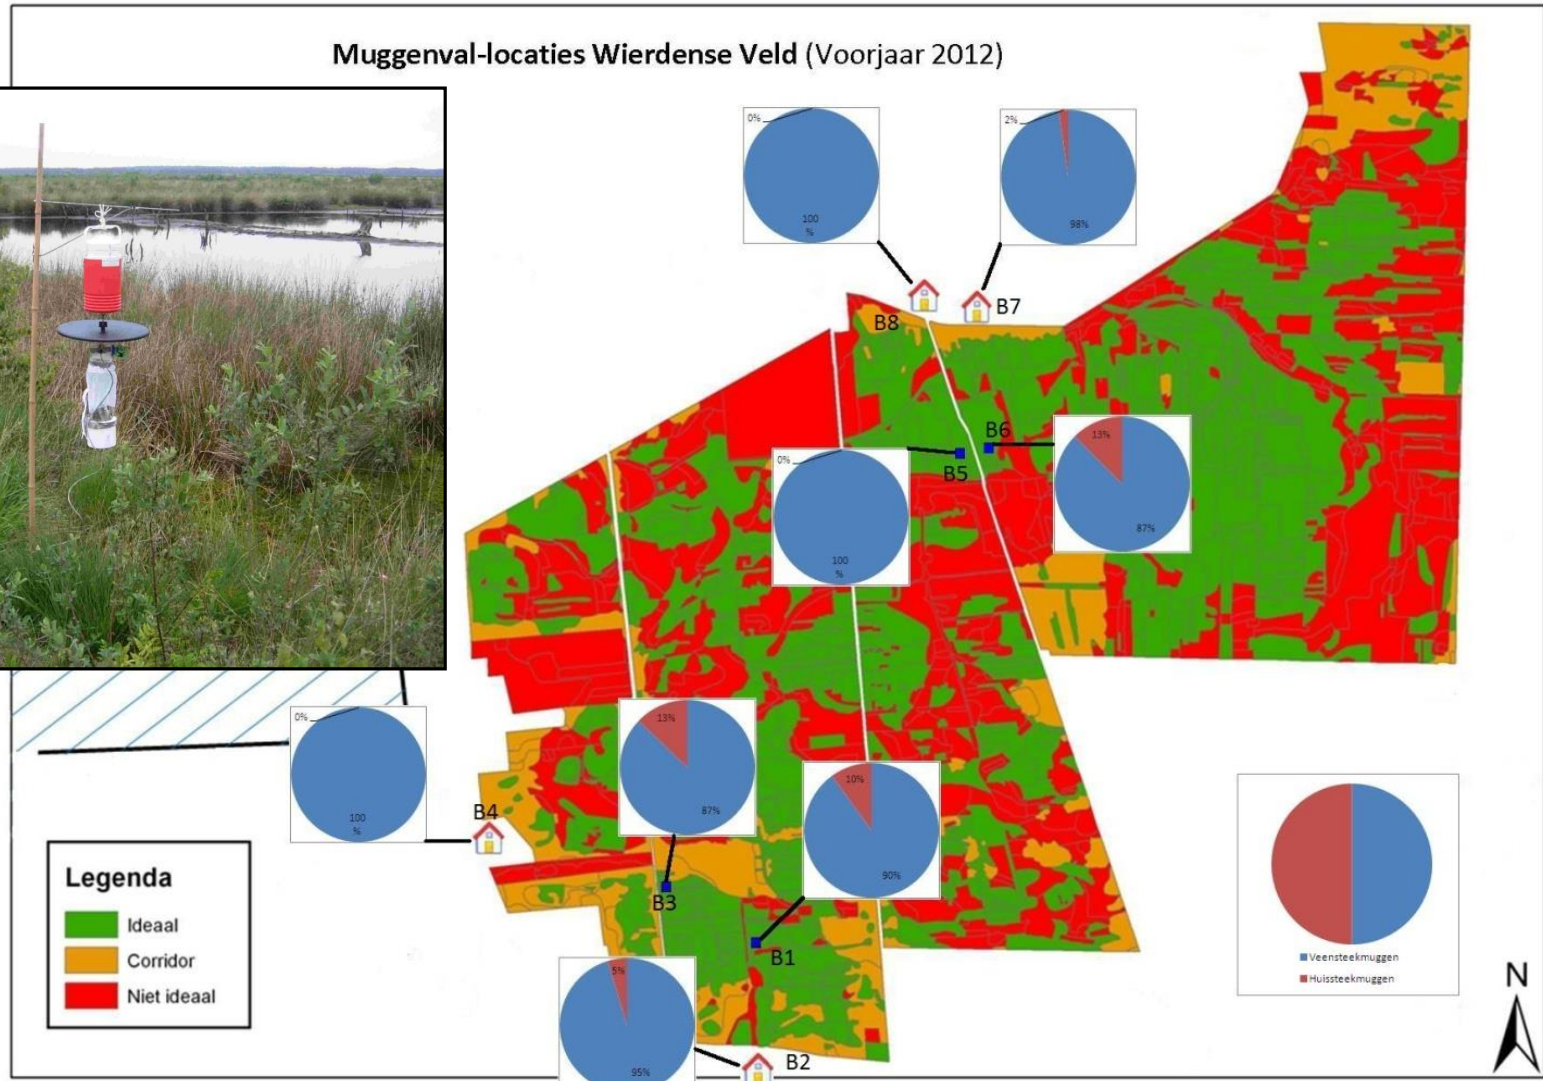 Muggenval-locaties Wierdense Veld (Voorjaar 2012)
0%
100
%
2%
98%
B8
B7
B6
B5
13%
87%
0%
100
%
0%
100
%
B4
13%
87%
B3
10%
90%
B1
5%
95%
B2
Legenda
Ideaal
Corridor
Niet ideaal
Veensteekmuggen
Huissteekmuggen
N